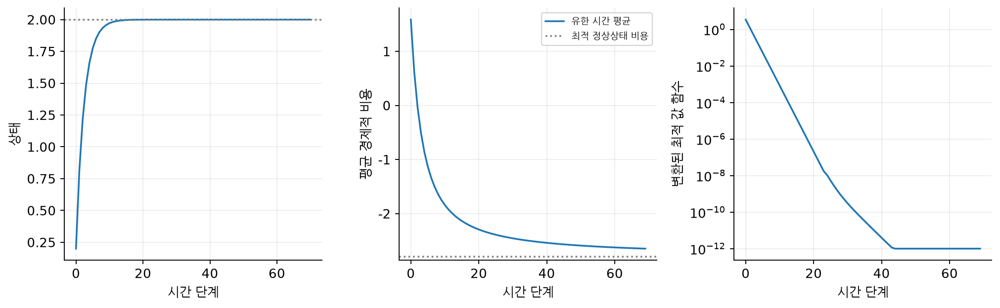 상태
2.00
1.75
1.50
1.25
1.00
0.75
0.50
0.25
0 20 40 60
시간 단계
평균 경제적 비용
1
0
-1
-2
유한 시간 평균
최적 정상상태 비용
0 20 40 60
시간 단계
변환된 최적 값 함수
10⁰
10⁻²
10⁻⁴
10⁻⁶
10⁻⁸
10⁻¹⁰
10⁻¹²
0 20 40 60
시간 단계